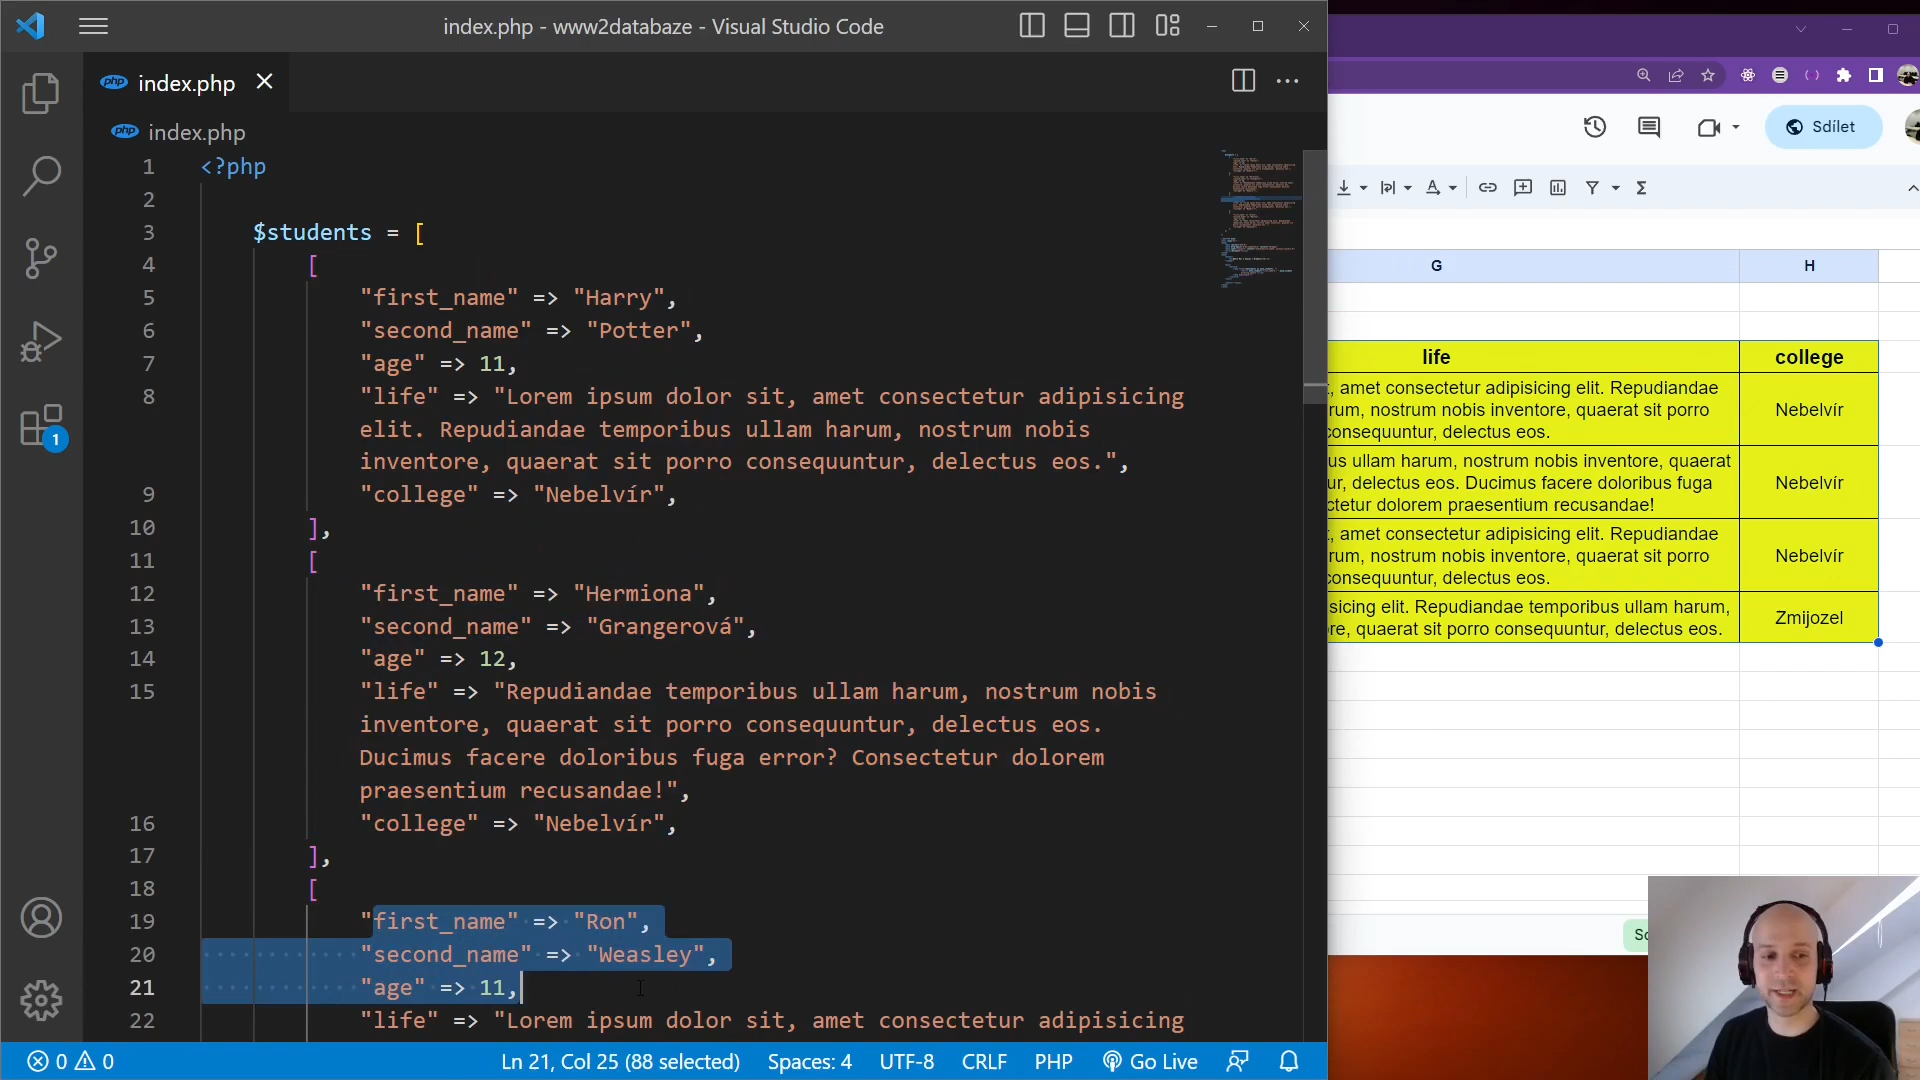 index.php - www2databaze - Visual Studio Code
php index.php
php index.php
1 <?php
2
3 $students = [
4 [
5 "first_name" => "Harry",
6 "second_name" => "Potter",
7 "age" => 11,
8 "life" => "Lorem ipsum dolor sit, amet consectetur adipisicing
elit. Repudiandae temporibus ullam harum, nostrum nobis
inventore, quaerat sit porro consequuntur, delectus eos.",
9 "college" => "Nebelvír",
10 ],
11 [
12 "first_name" => "Hermiona",
13 "second_name" => "Grangerová",
14 "age" => 12,
15 "life" => "Repudiandae temporibus ullam harum, nostrum nobis
inventore, quaerat sit porro consequuntur, delectus eos.
Ducimus facere doloribus fuga error? Consectetur dolorem
praesentium recusandae!",
16 "college" => "Nebelvír",
17 ],
18 [
19 "first_name" => "Ron",
20 "second_name" => "Weasley",
21 "age" => 11,
22 "life" => "Lorem ipsum dolor sit, amet consectetur adipisicing
1
0 0
Ln 21, Col 25 (88 selected) Spaces: 4 UTF-8 CRLF PHP Go Live
Sdílet
G H
life college
, amet consectetur adipisicing elit. Repudiandae
rum, nostrum nobis inventore, quaerat sit porro
consequuntur, delectus eos.
Nebelvír
us ullam harum, nostrum nobis inventore, quaerat
ur, delectus eos. Ducimus facere doloribus fuga
ctetur dolorem praesentium recusandae!
Nebelvír
, amet consectetur adipisicing elit. Repudiandae
rum, nostrum nobis inventore, quaerat sit porro
consequuntur, delectus eos.
Nebelvír
sicing elit. Repudiandae temporibus ullam harum,
re, quaerat sit porro consequuntur, delectus eos.
Zmijozel